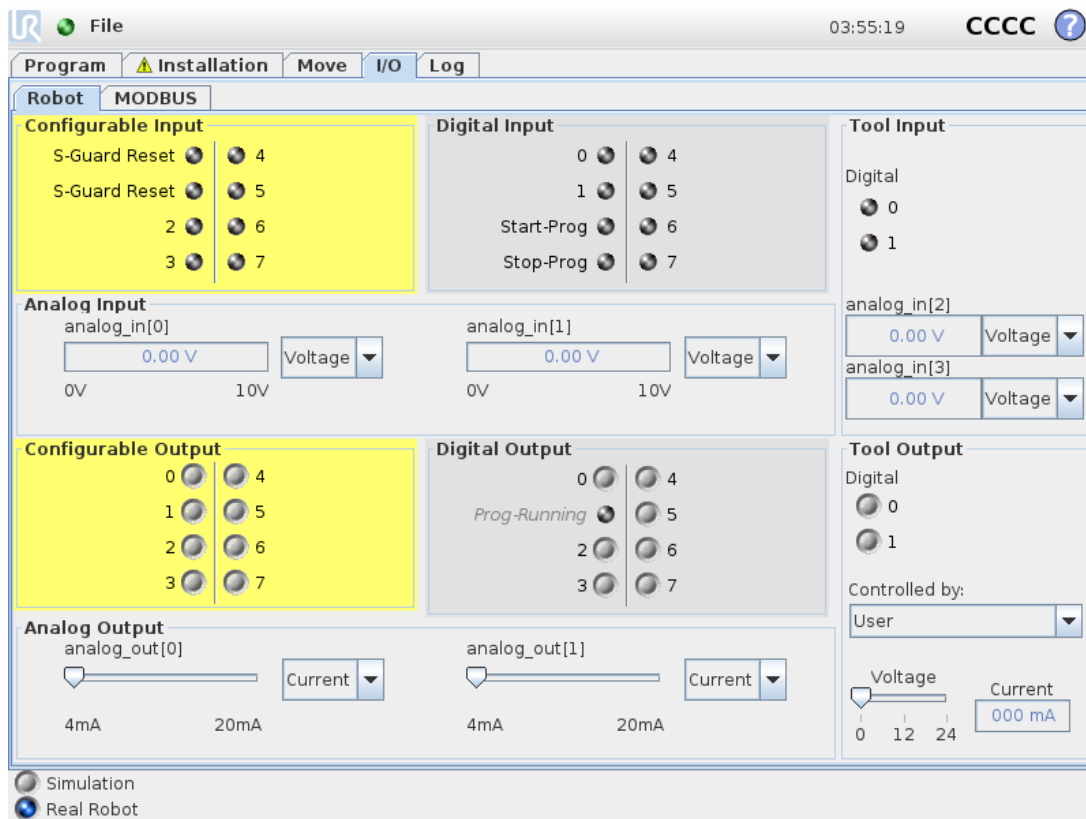 UR File 03:55:19 CCCC ?
Program Installation Move I/O Log
Robot MODBUS
Configurable Input
S-Guard Reset 4
S-Guard Reset 5
2 6
3 7
Digital Input
0 4
1 5
Start-Prog 6
Stop-Prog 7
Tool Input
Digital
0
1
analog_in[2]
0.00 V Voltage
analog_in[3]
0.00 V Voltage
Analog Input
analog_in[0]
0.00 V Voltage
0V 10V
analog_in[1]
0.00 V Voltage
0V 10V
Configurable Output
0 4
1 5
2 6
3 7
Digital Output
0 4
Prog-Running 5
2 6
3 7
Tool Output
Digital
0
1
Controlled by:
User
Voltage
0 12 24
Current
000 mA
Analog Output
analog_out[0]
Current
4mA 20mA
analog_out[1]
Current
4mA 20mA
Simulation
Real Robot